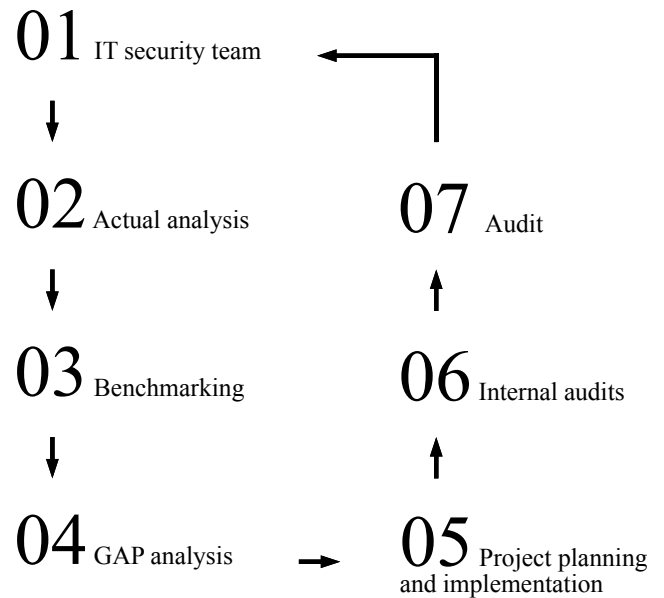 01 IT security team
02 Actual analysis
03 Benchmarking
04 GAP analysis
05 Project planning
and implementation
06 Internal audits
07 Audit